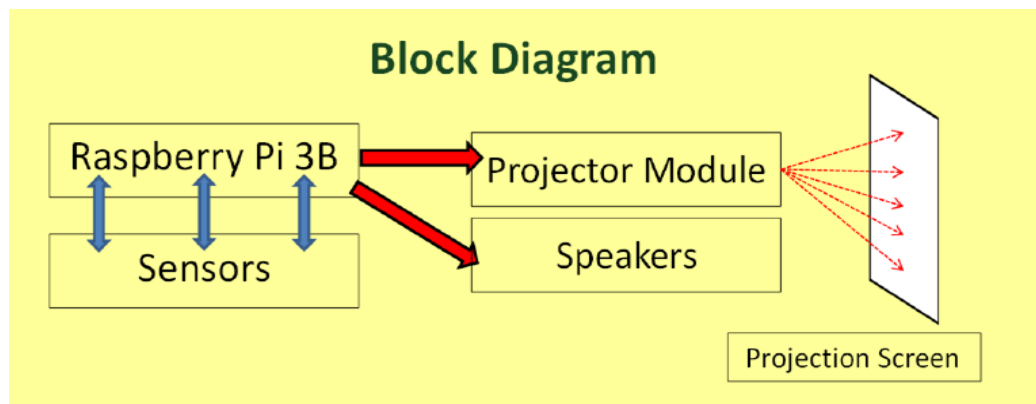 Block Diagram
Raspberry Pi 3B
Projector Module
Sensors
Speakers
Projection Screen